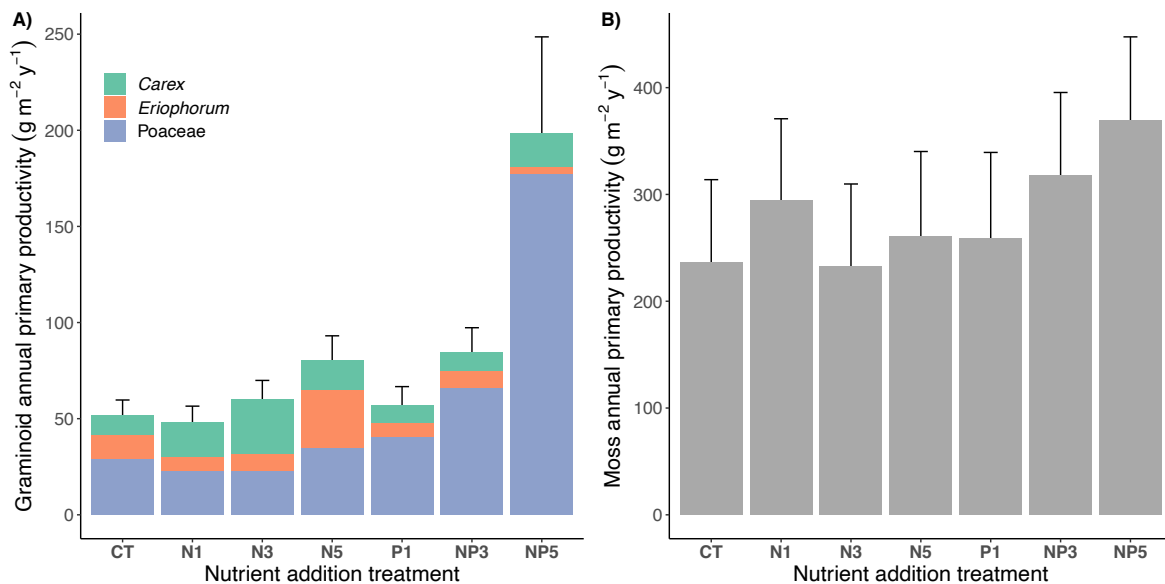 A)
Graminoid annual primary productivity (g m⁻² y⁻¹)
250
200
150
100
50
0
Carex
Eriophorum
Poaceae
CT N1 N3 N5 P1 NP3 NP5
Nutrient addition treatment
B)
Moss annual primary productivity (g m⁻² y⁻¹)
400
300
200
100
0
CT N1 N3 N5 P1 NP3 NP5
Nutrient addition treatment